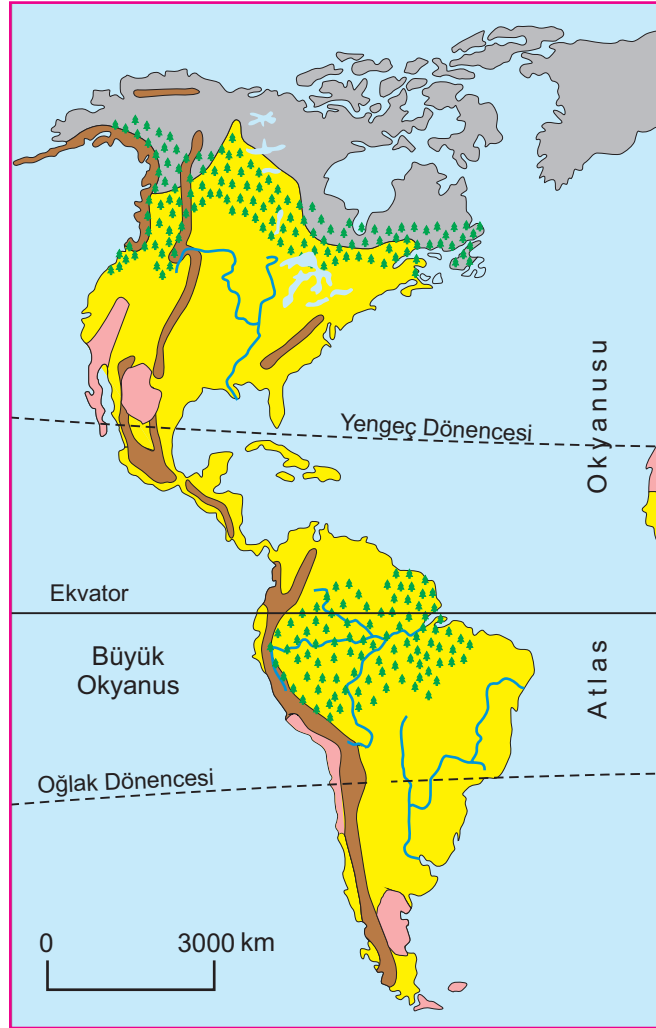 Yengeç Dönencesi
Okyanusu
Ekvator
Büyük
Okyanus
Atlas
Oğlak Dönencesi
0
3000 km